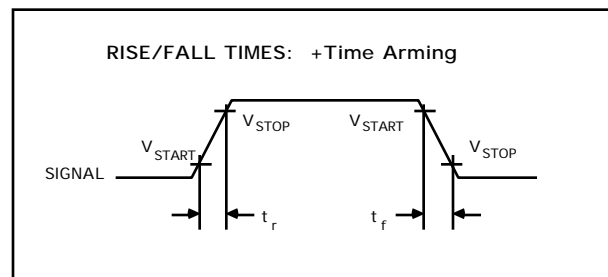 RISE/FALL TIMES: +Time Arming
V_STOP V_START
V_START V_STOP
SIGNAL
t_r t_f